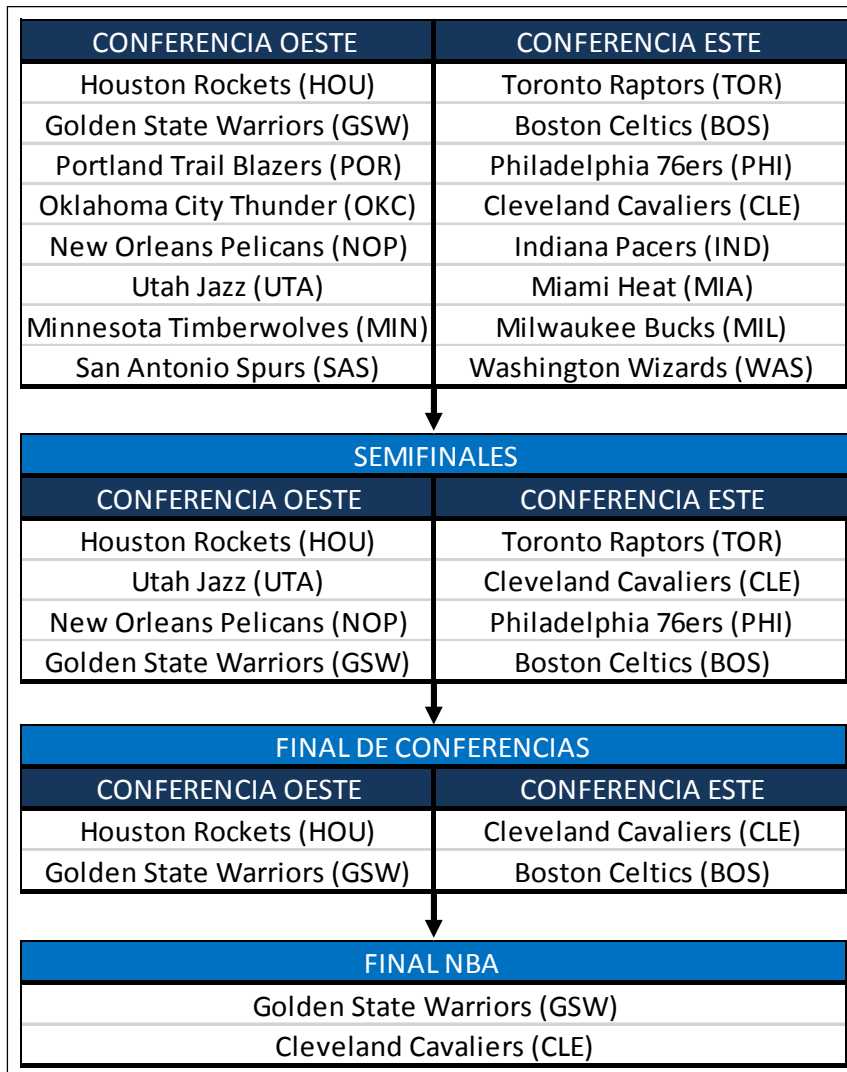 CONFERENCIA OESTE CONFERENCIA ESTE
Houston Rockets (HOU) Toronto Raptors (TOR)
Golden State Warriors (GSW) Boston Celtics (BOS)
Portland Trail Blazers (POR) Philadelphia 76ers (PHI)
Oklahoma City Thunder (OKC) Cleveland Cavaliers (CLE)
New Orleans Pelicans (NOP) Indiana Pacers (IND)
Utah Jazz (UTA) Miami Heat (MIA)
Minnesota Timberwolves (MIN) Milwaukee Bucks (MIL)
San Antonio Spurs (SAS) Washington Wizards (WAS)
SEMIFINALES
CONFERENCIA OESTE CONFERENCIA ESTE
Houston Rockets (HOU) Toronto Raptors (TOR)
Utah Jazz (UTA) Cleveland Cavaliers (CLE)
New Orleans Pelicans (NOP) Philadelphia 76ers (PHI)
Golden State Warriors (GSW) Boston Celtics (BOS)
FINAL DE CONFERENCIAS
CONFERENCIA OESTE CONFERENCIA ESTE
Houston Rockets (HOU) Cleveland Cavaliers (CLE)
Golden State Warriors (GSW) Boston Celtics (BOS)
FINAL NBA
Golden State Warriors (GSW)
Cleveland Cavaliers (CLE)